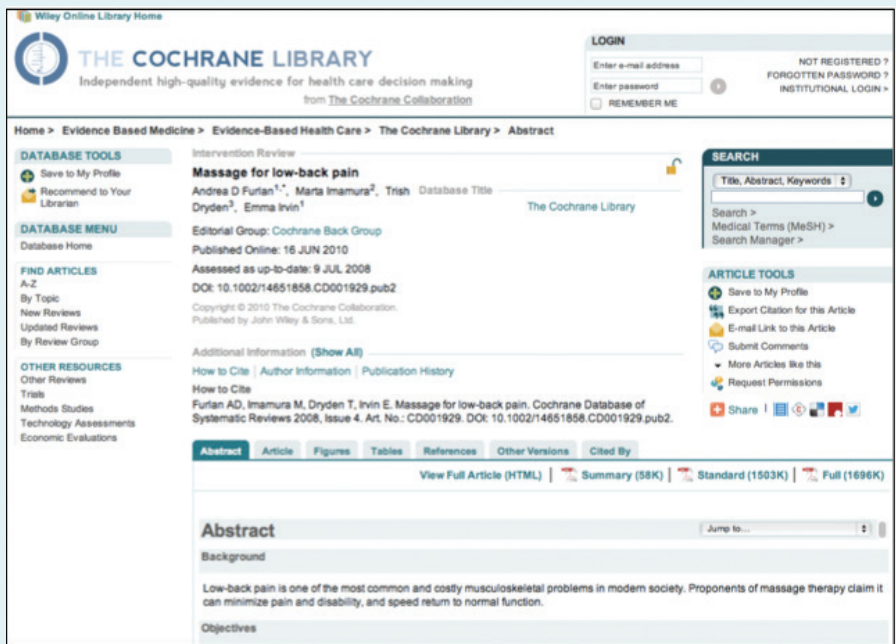 Wiley Online Library Home
THE COCHRANE LIBRARY
Independent high-quality evidence for health care decision making
from The Cochrane Collaboration
LOGIN
Enter e-mail address
Enter password
REMEMBER ME
NOT REGISTERED ?
FORGOTTEN PASSWORD ?
INSTITUTIONAL LOGIN >
Home > Evidence Based Medicine > Evidence-Based Health Care > The Cochrane Library > Abstract
DATABASE TOOLS
Save to My Profile
Recommend to Your
Librarian
DATABASE MENU
Database Home
FIND ARTICLES
A-Z
By Topic
New Reviews
Updated Reviews
By Review Group
OTHER RESOURCES
Other Reviews
Trials
Methods Studies
Technology Assessments
Economic Evaluations
Intervention Review
Massage for low-back pain
Andrea D Furlan1,*, Marta Imamura2, Trish
Dryden3, Emma Irvin1
Database Title
The Cochrane Library
Editorial Group: Cochrane Back Group
Published Online: 16 JUN 2010
Assessed as up-to-date: 9 JUL 2008
DOI: 10.1002/14651858.CD001929.pub2
Copyright © 2010 The Cochrane Collaboration.
Published by John Wiley & Sons, Ltd.
Additional Information (Show All)
How to Cite | Author Information | Publication History
How to Cite
Furlan AD, Imamura M, Dryden T, Irvin E. Massage for low-back pain. Cochrane Database of
Systematic Reviews 2008, Issue 4. Art. No.: CD001929. DOI: 10.1002/14651858.CD001929.pub2.
SEARCH
Title, Abstract, Keywords
Search >
Medical Terms (MeSH) >
Search Manager >
ARTICLE TOOLS
Save to My Profile
Export Citation for this Article
E-mail Link to this Article
Submit Comments
More Articles like this
Request Permissions
Share |
Abstract Article Figures Tables References Other Versions Cited By
View Full Article (HTML) | Summary (58K) | Standard (1503K) | Full (1696K)
Abstract
Jump to...
Background
Low-back pain is one of the most common and costly musculoskeletal problems in modern society. Proponents of massage therapy claim it
can minimize pain and disability, and speed return to normal function.
Objectives